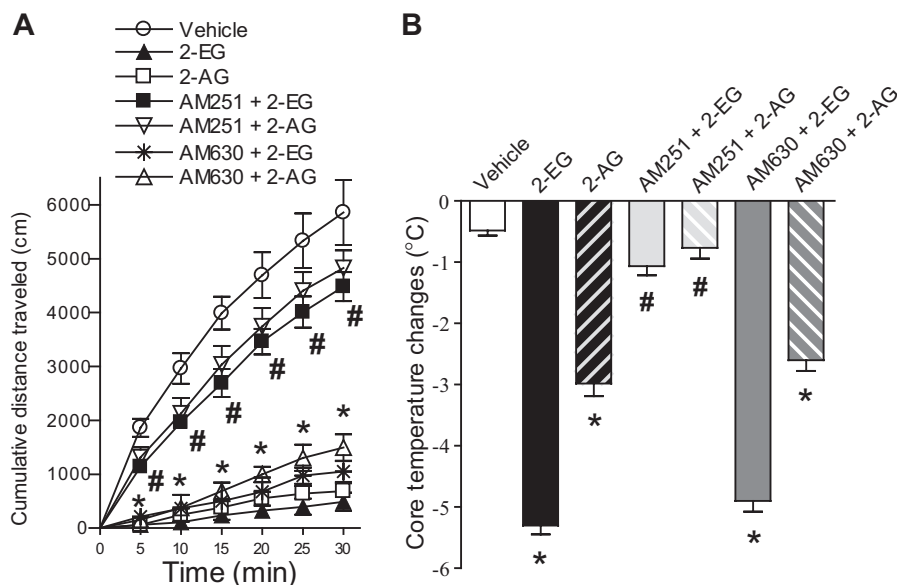 A
Vehicle
2-EG
2-AG
AM251 + 2-EG
AM251 + 2-AG
AM630 + 2-EG
AM630 + 2-AG
Cumulative distance traveled (cm)
6000
5000
4000
3000
2000
1000
0
# # # # # #
* * * * * *
0 5 10 15 20 25 30
Time (min)
B
Vehicle
2-EG
2-AG
AM251 + 2-EG
AM251 + 2-AG
AM630 + 2-EG
AM630 + 2-AG
Core temperature changes (°C)
0
-1
-2
-3
-4
-5
-6
* * # # * *